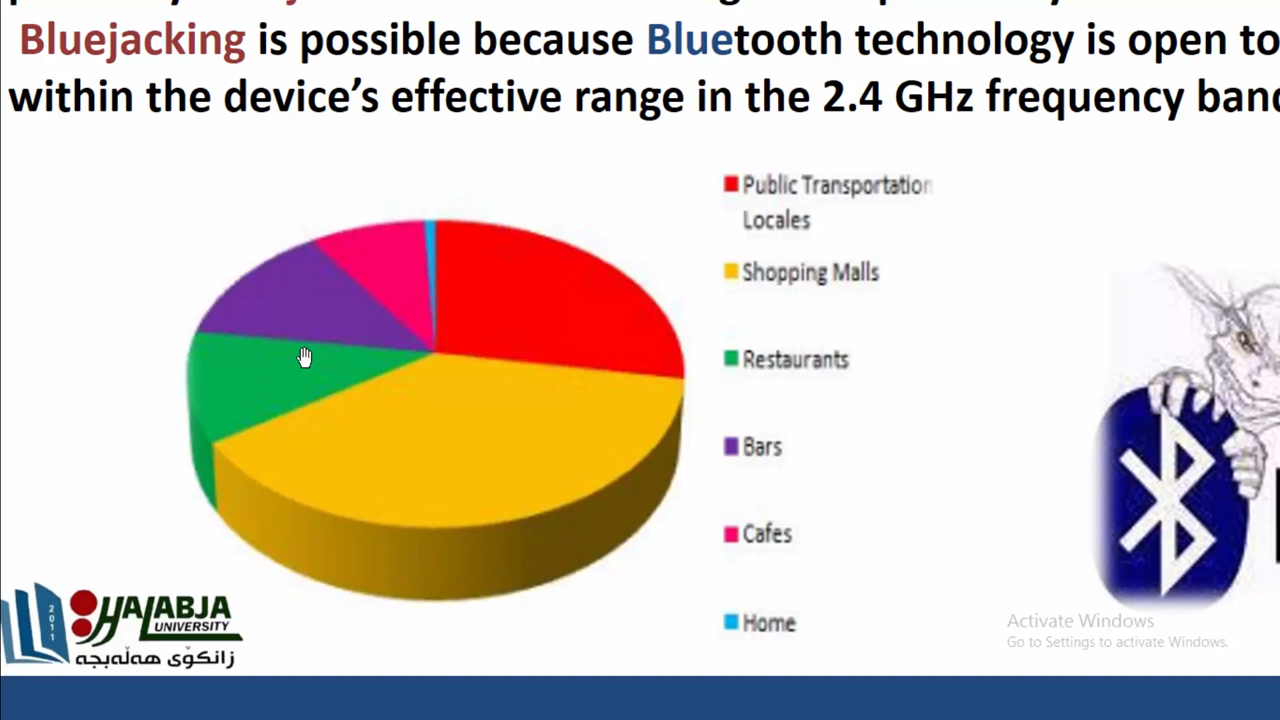 Bluejacking is possible because Bluetooth technology is open to
within the device’s effective range in the 2.4 GHz frequency
Public Transportation
Locales
Shopping Malls
Restaurants
Bars
Cafes
Home
2011
HALABJA
UNIVERSITY
زانکۆی هەڵەبجە
Activate Windows
Go to Settings to activate Windows.